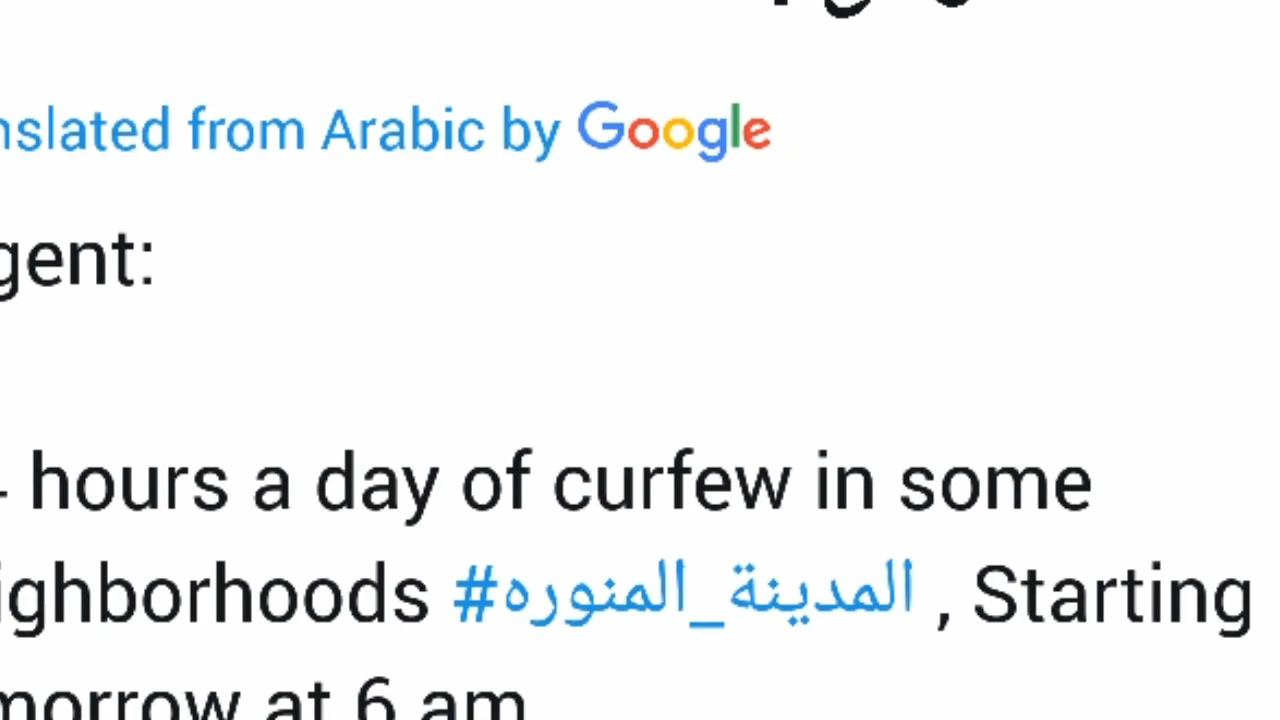 nslated from Arabic by Google
gent:
hours a day of curfew in some
ighborhoods #المدينة_المنوره , Starting
morrow at 6 am